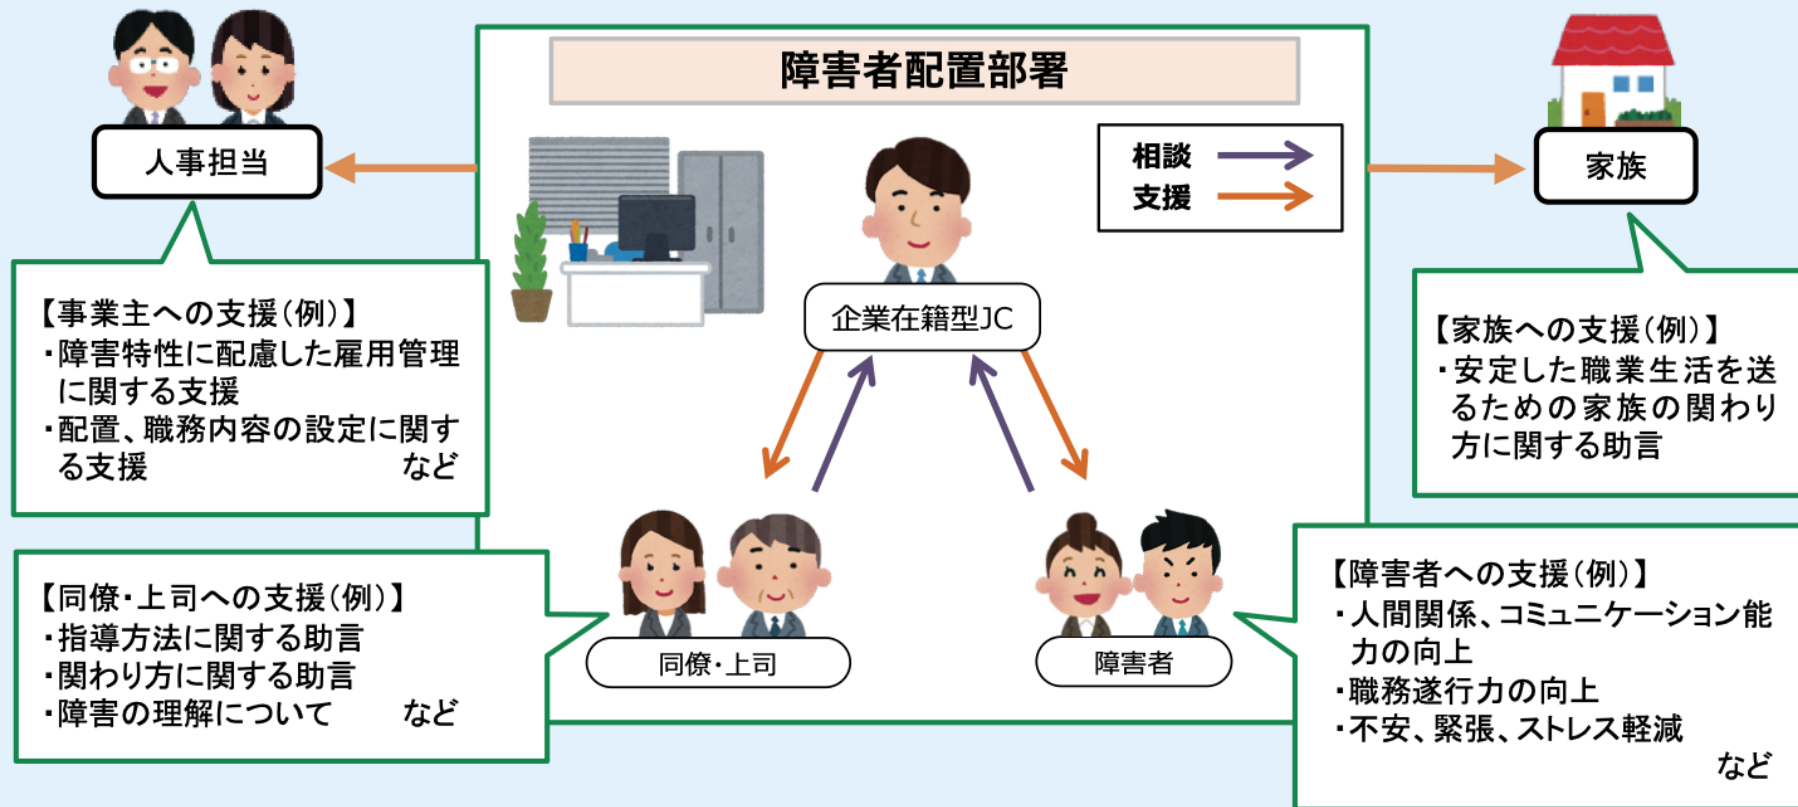 障害者配置部署
人事担当
相談
支援
家族
企業在籍型JC
【事業主への支援(例)】
・障害特性に配慮した雇用管理
に関する支援
・配置、職務内容の設定に関す
る支援 など
【家族への支援(例)】
・安定した職業生活を送
るための家族の関わり
方に関する助言
【同僚・上司への支援(例)】
・指導方法に関する助言
・関わり方に関する助言
・障害の理解について など
同僚・上司
障害者
【障害者への支援(例)】
・人間関係、コミュニケーション能
力の向上
・職務遂行力の向上
・不安、緊張、ストレス軽減
など